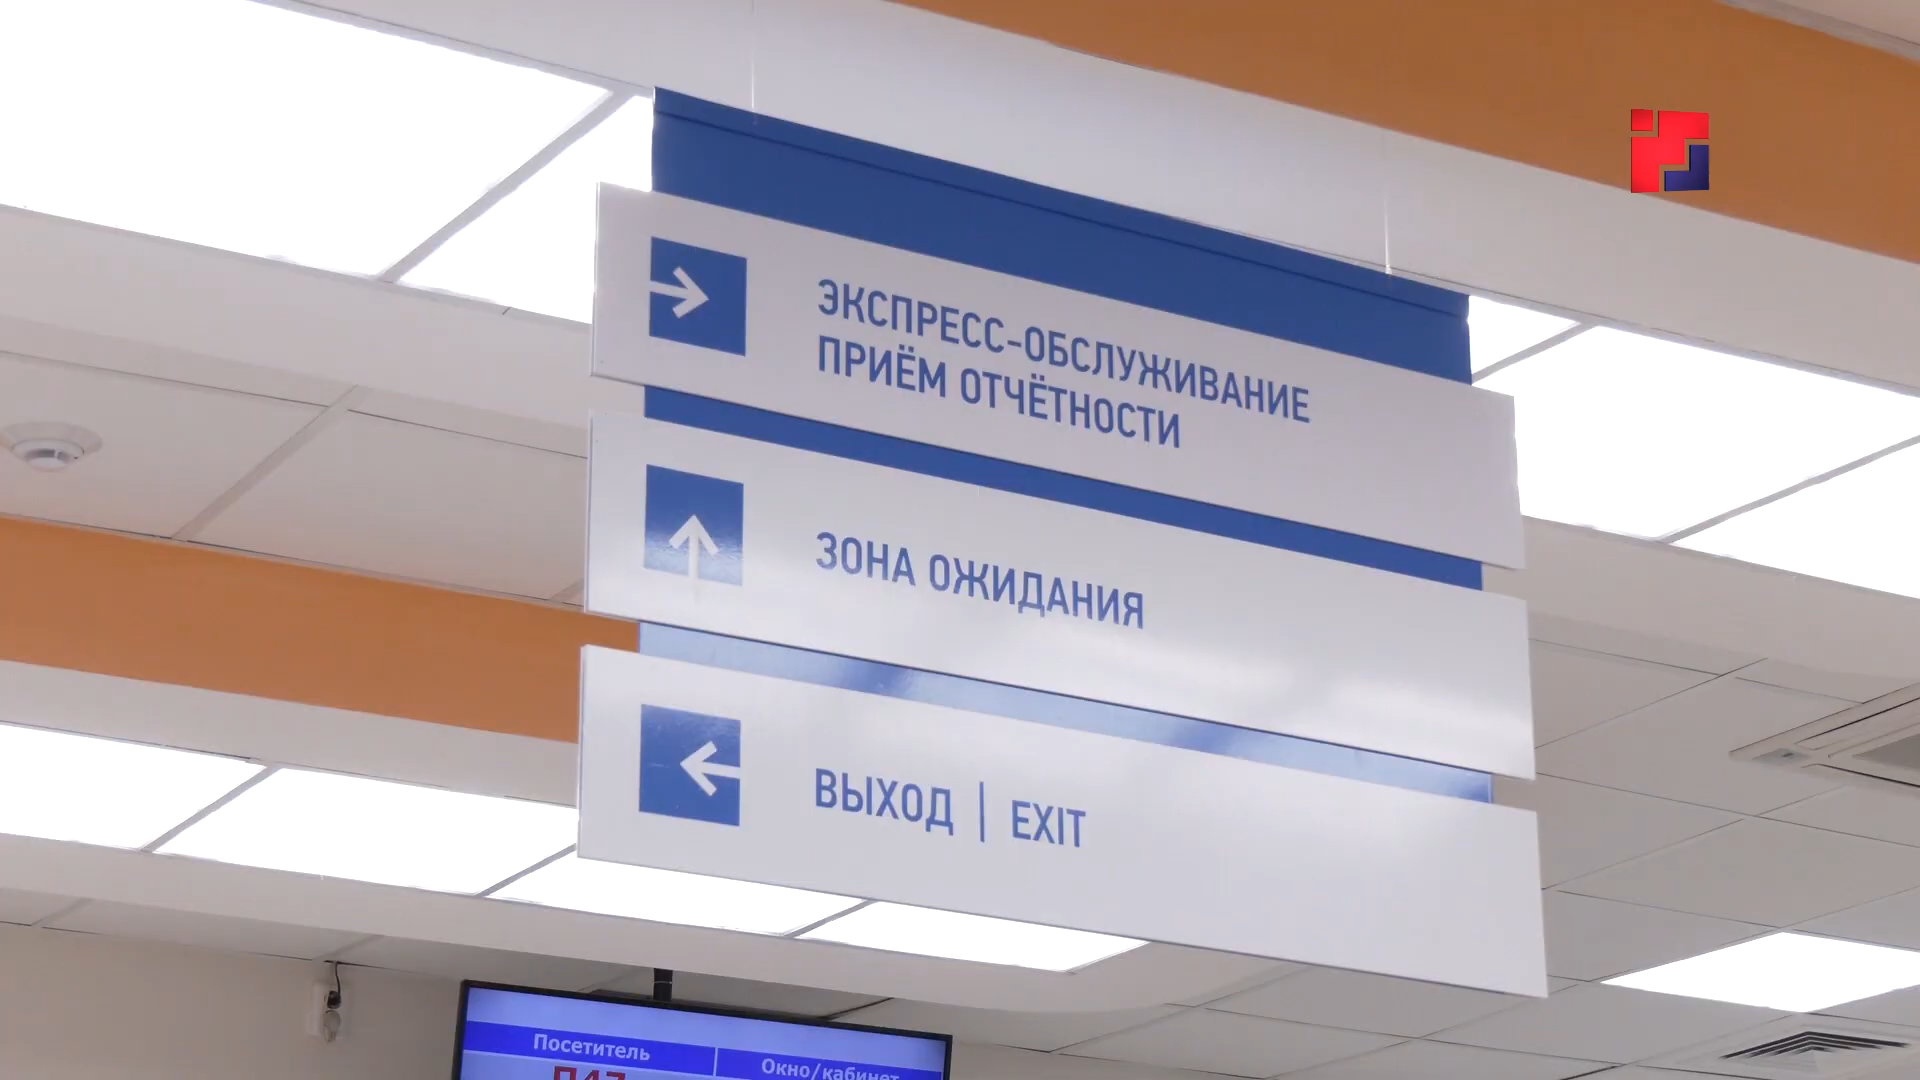 ЭКСПРЕСС-ОБСЛУЖИВАНИЕ
ПРИЁМ ОТЧЁТНОСТИ
ЗОНА ОЖИДАНИЯ
ВЫХОД | EXIT
Посетитель
Окно/кабинет